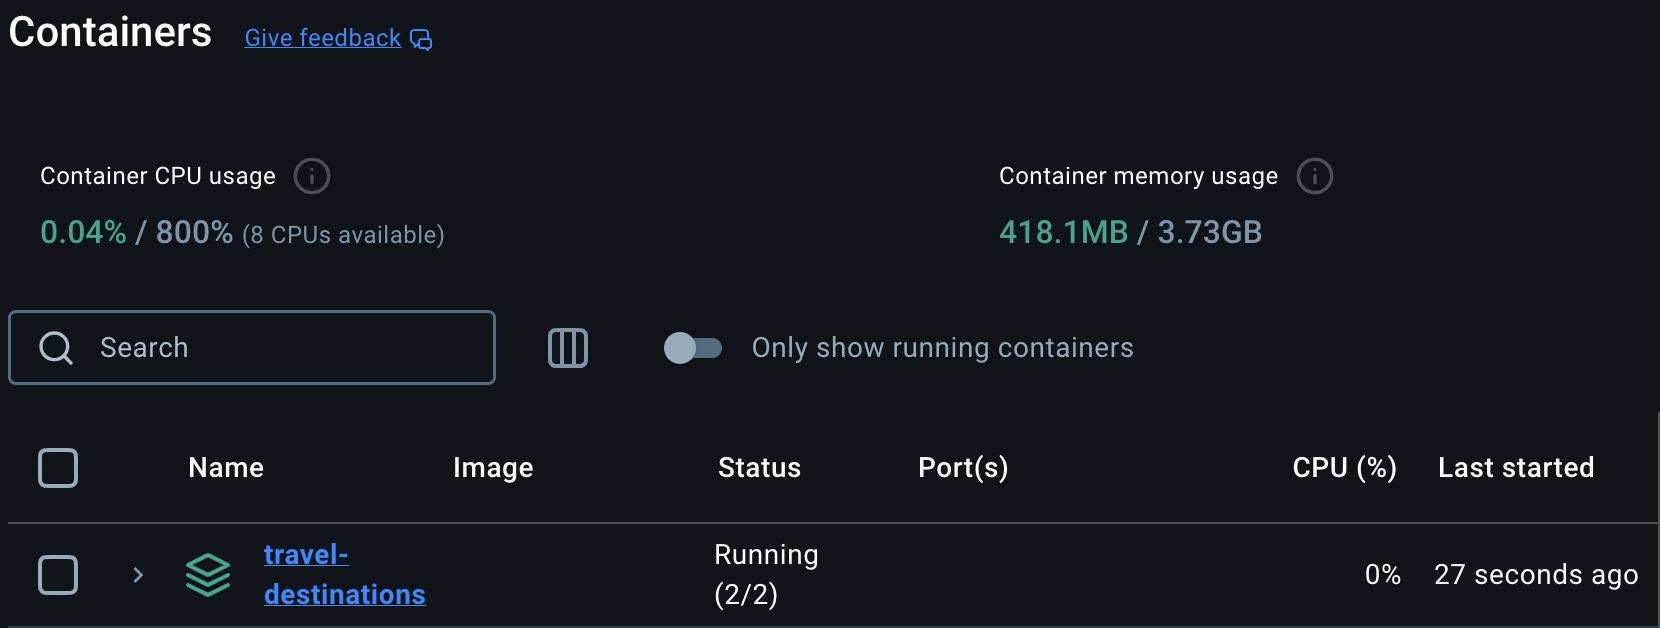 Containers Give feedback
Container CPU usage
0.04% / 800% (8 CPUs available)
Container memory usage
418.1MB / 3.73GB
Search
Only show running containers
Name Image Status Port(s) CPU (%) Last started
travel-
destinations
Running
(2/2)
0%
27 seconds ago